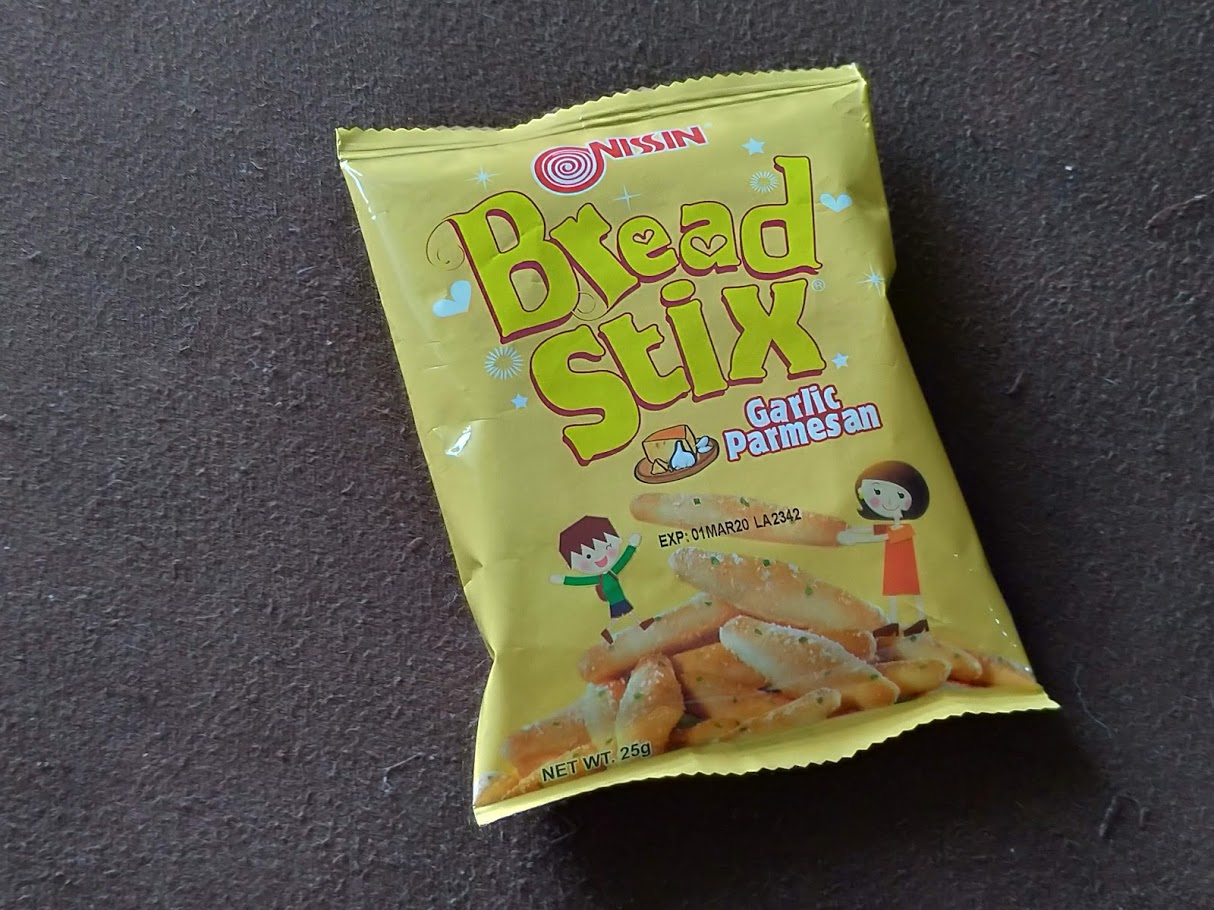 NISSIN
Bread
Stix®
Garlic
Parmesan
EXP: 01MAR20 LA2342
NET WT. 25g